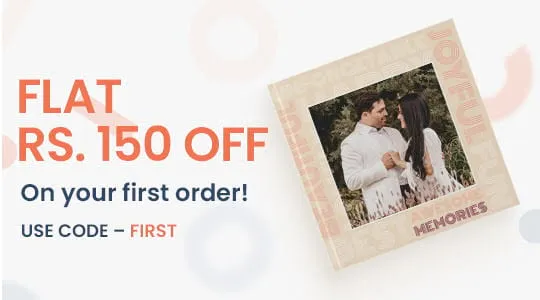 FLAT
RS. 150 OFF
On your first order!
USE CODE – FIRST
JOYFUL
MEMORIES